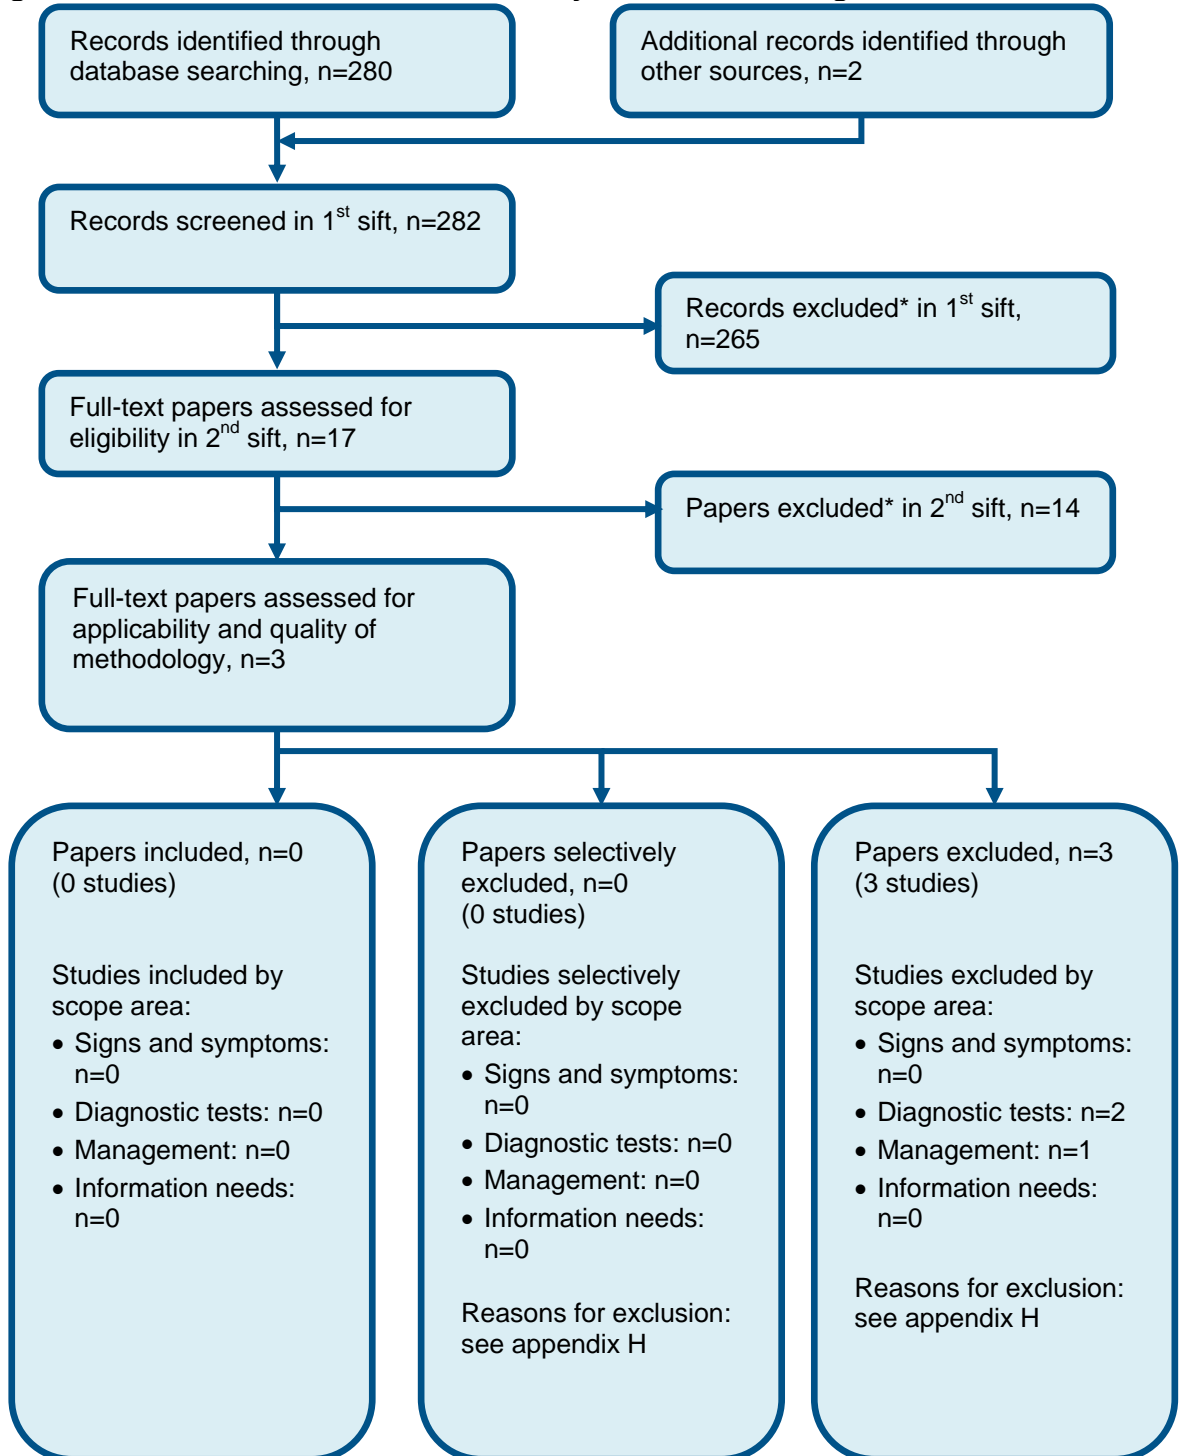 Records identified through
database searching, n=280
Additional records identified through
other sources, n=2
Records screened in 1st sift, n=282
Records excluded* in 1st sift,
n=265
Full-text papers assessed for
eligibility in 2nd sift, n=17
Papers excluded* in 2nd sift, n=14
Full-text papers assessed for
applicability and quality of
methodology, n=3
Papers included, n=0
(0 studies)
Studies included by
scope area:
• Signs and symptoms:
n=0
• Diagnostic tests: n=0
• Management: n=0
• Information needs:
n=0
Papers selectively
excluded, n=0
(0 studies)
Studies selectively
excluded by scope
area:
• Signs and symptoms:
n=0
• Diagnostic tests: n=0
• Management: n=0
• Information needs:
n=0
Reasons for exclusion:
see appendix H
Papers excluded, n=3
(3 studies)
Studies excluded by
scope area:
• Signs and symptoms:
n=0
• Diagnostic tests: n=2
• Management: n=1
• Information needs:
n=0
Reasons for exclusion:
see appendix H